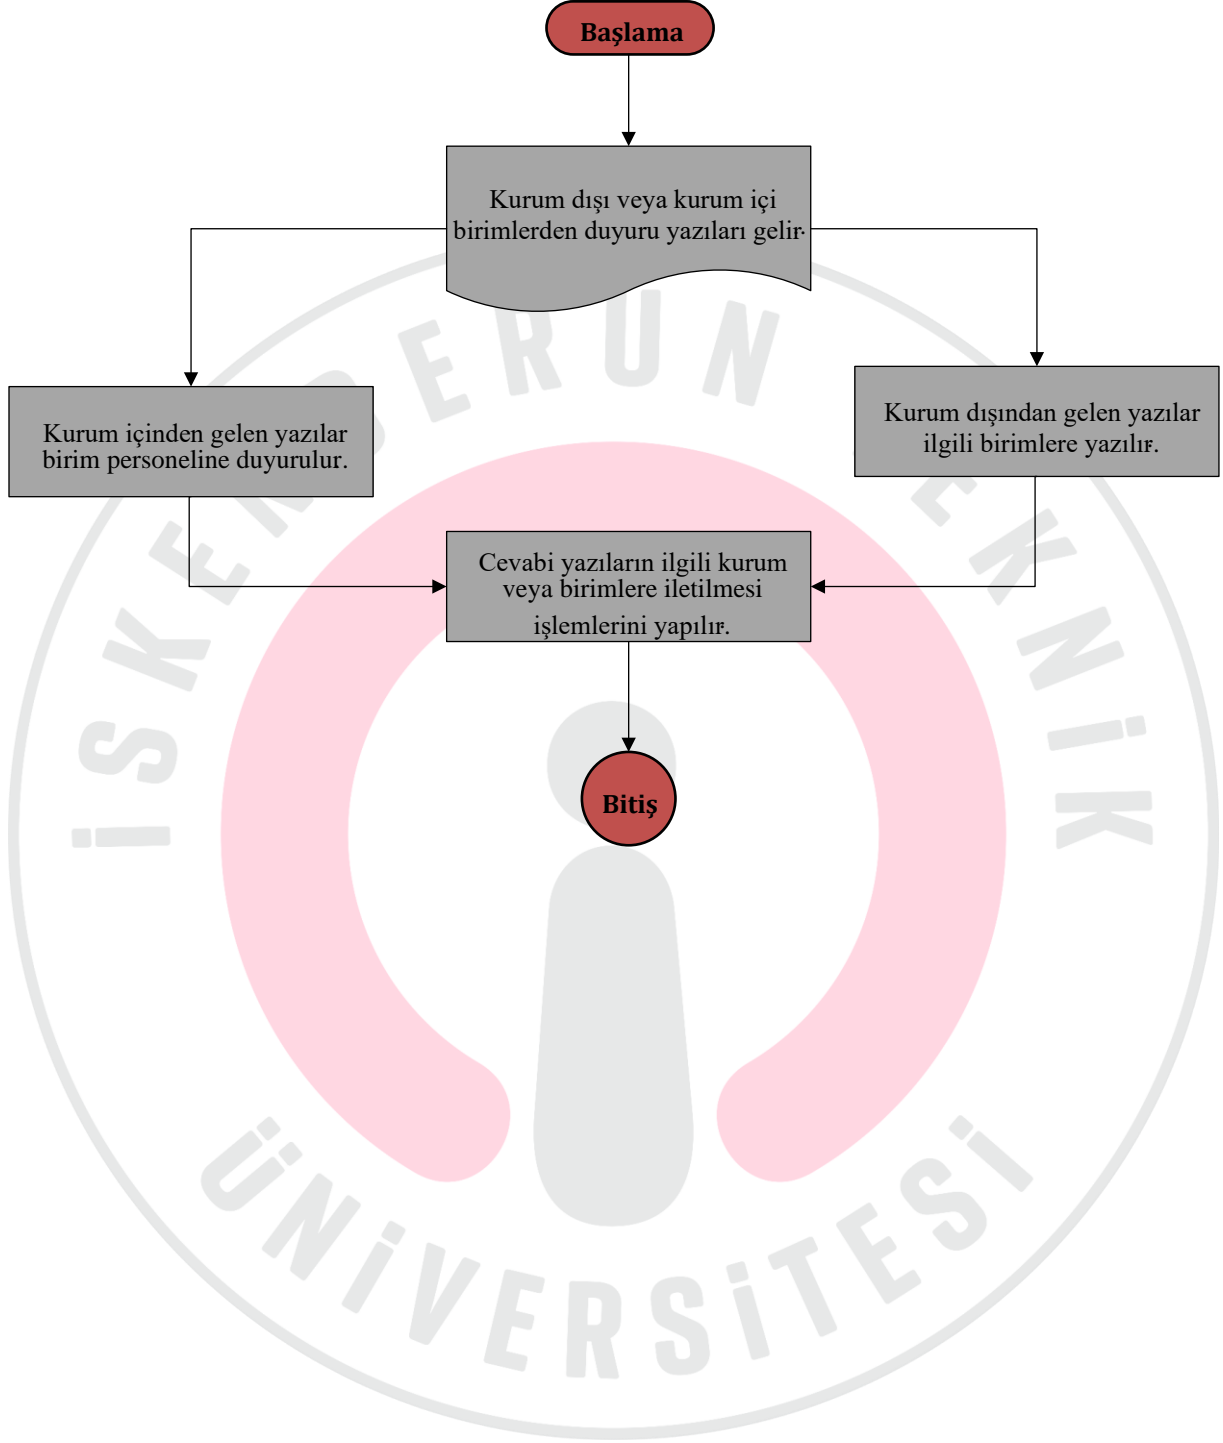 Başlama
Kurum dışı veya kurum içi
birimlerden duyuru yazıları gelir.
Kurum içinden gelen yazılar
birim personeline duyurulur.
Kurum dışından gelen yazılar
ilgili birimlere yazılır.
Cevabi yazıların ilgili kurum
veya birimlere iletilmesi
işlemlerini yapılır.
Bitiş
İSKENDERUN TEKNİK
ÜNİVERSİTESİ